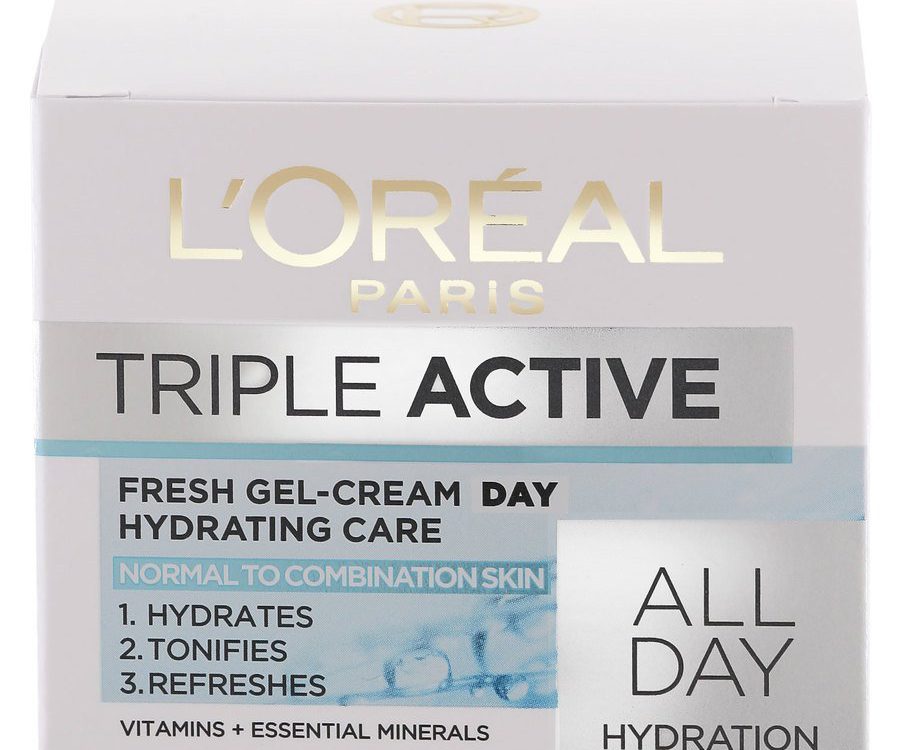 L'ORÉAL
PARiS
TRIPLE ACTIVE
FRESH GEL-CREAM DAY
HYDRATING CARE
NORMAL TO COMBINATION SKIN
1. HYDRATES
2. TONIFIES
3. REFRESHES
VITAMINS + ESSENTIAL MINERALS
ALL
DAY
HYDRATION